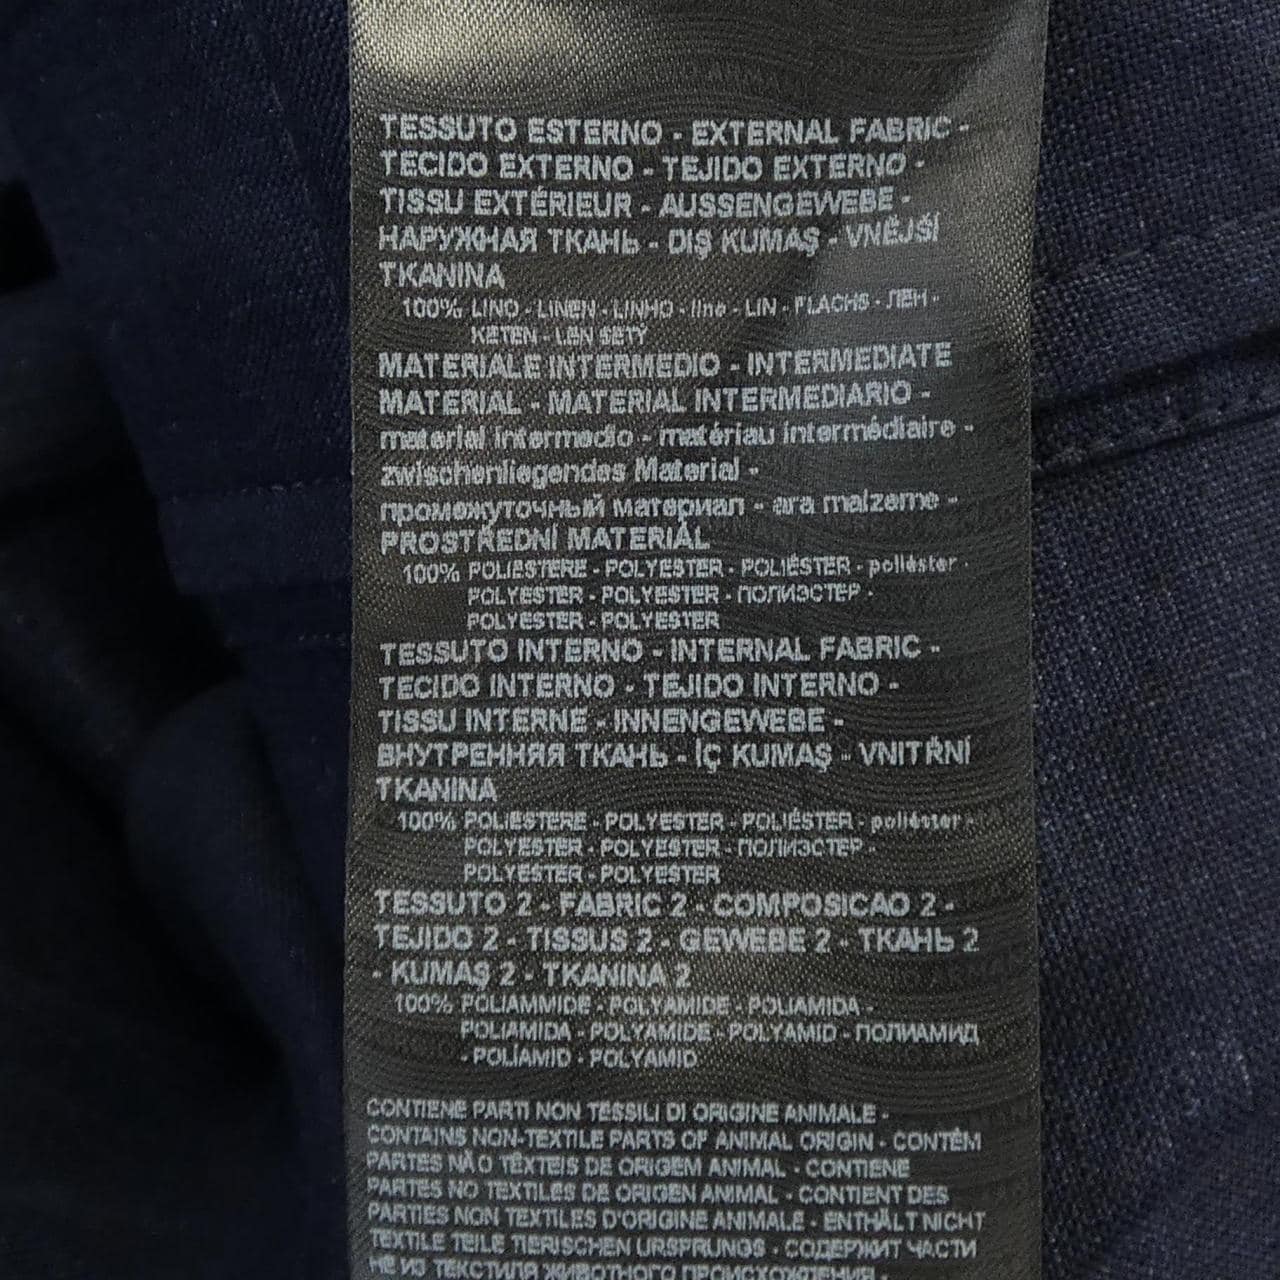 TESSUTO ESTERNO - EXTERNAL FABRIC -
TECIDO EXTERNO - TEJIDO EXTERNO -
TISSU EXTÉRIEUR - AUSSENGEWEBE -
НАРУЖНАЯ ТКАНЬ - DIŞ KUMAŞ - VNĚJŠÍ
TKANINA
100% LINO - LINEN - LINHO - lino - LIN - FLACHS - ЛЕН -
KETEN - LEN SETÝ
MATERIALE INTERMEDIO - INTERMEDIATE
MATERIAL - MATERIAL INTERMEDIARIO -
material intermedio - matériau intermédiaire -
zwischenliegendes Material -
промежуточный материал - ara malzeme -
PROSTŘEDNÍ MATERIÁL
100% POLIESTERE - POLYESTER - POLIÉSTER - poliéster -
POLYESTER - POLYESTER - ПОЛИЭСТЕР -
POLYESTER - POLYESTER
TESSUTO INTERNO - INTERNAL FABRIC -
TECIDO INTERNO - TEJIDO INTERNO -
TISSU INTERNE - INNENGEWEBE -
ВНУТРЕННЯЯ ТКАНЬ - İÇ KUMAŞ - VNITŘNÍ
TKANINA
100% POLIESTERE - POLYESTER - POLIÉSTER - poliéster -
POLYESTER - POLYESTER - ПОЛИЭСТЕР -
POLYESTER - POLYESTER
TESSUTO 2 - FABRIC 2 - COMPOSICAO 2 -
TEJIDO 2 - TISSUS 2 - GEWEBE 2 - ТКАНЬ 2
- KUMAŞ 2 - TKANINA 2
100% POLIAMMIDE - POLYAMIDE - POLIAMIDA -
POLIAMIDA - POLYAMIDE - POLYAMID - ПОЛИАМИД
- POLÍAMID - POLYAMID
CONTIENE PARTI NON TESSILI DI ORIGINE ANIMALE -
CONTAINS NON-TEXTILE PARTS OF ANIMAL ORIGIN - CONTÉM
PARTES NÃO TÊXTEIS DE ORIGEM ANIMAL - CONTIENE
PARTES NO TEXTILES DE ORIGEN ANIMAL - CONTIENT DES
PARTIES NON TEXTILES D'ORIGINE ANIMALE - ENTHÄLT NICHT
TEXTILE TEILE TIERISCHEN URSPRUNGS - СОДЕРЖИТ ЧАСТИ
НЕ ИЗ ТЕКСТИЛЯ ЖИВОТНОГО ПРОИСХОЖДЕНИЯ -